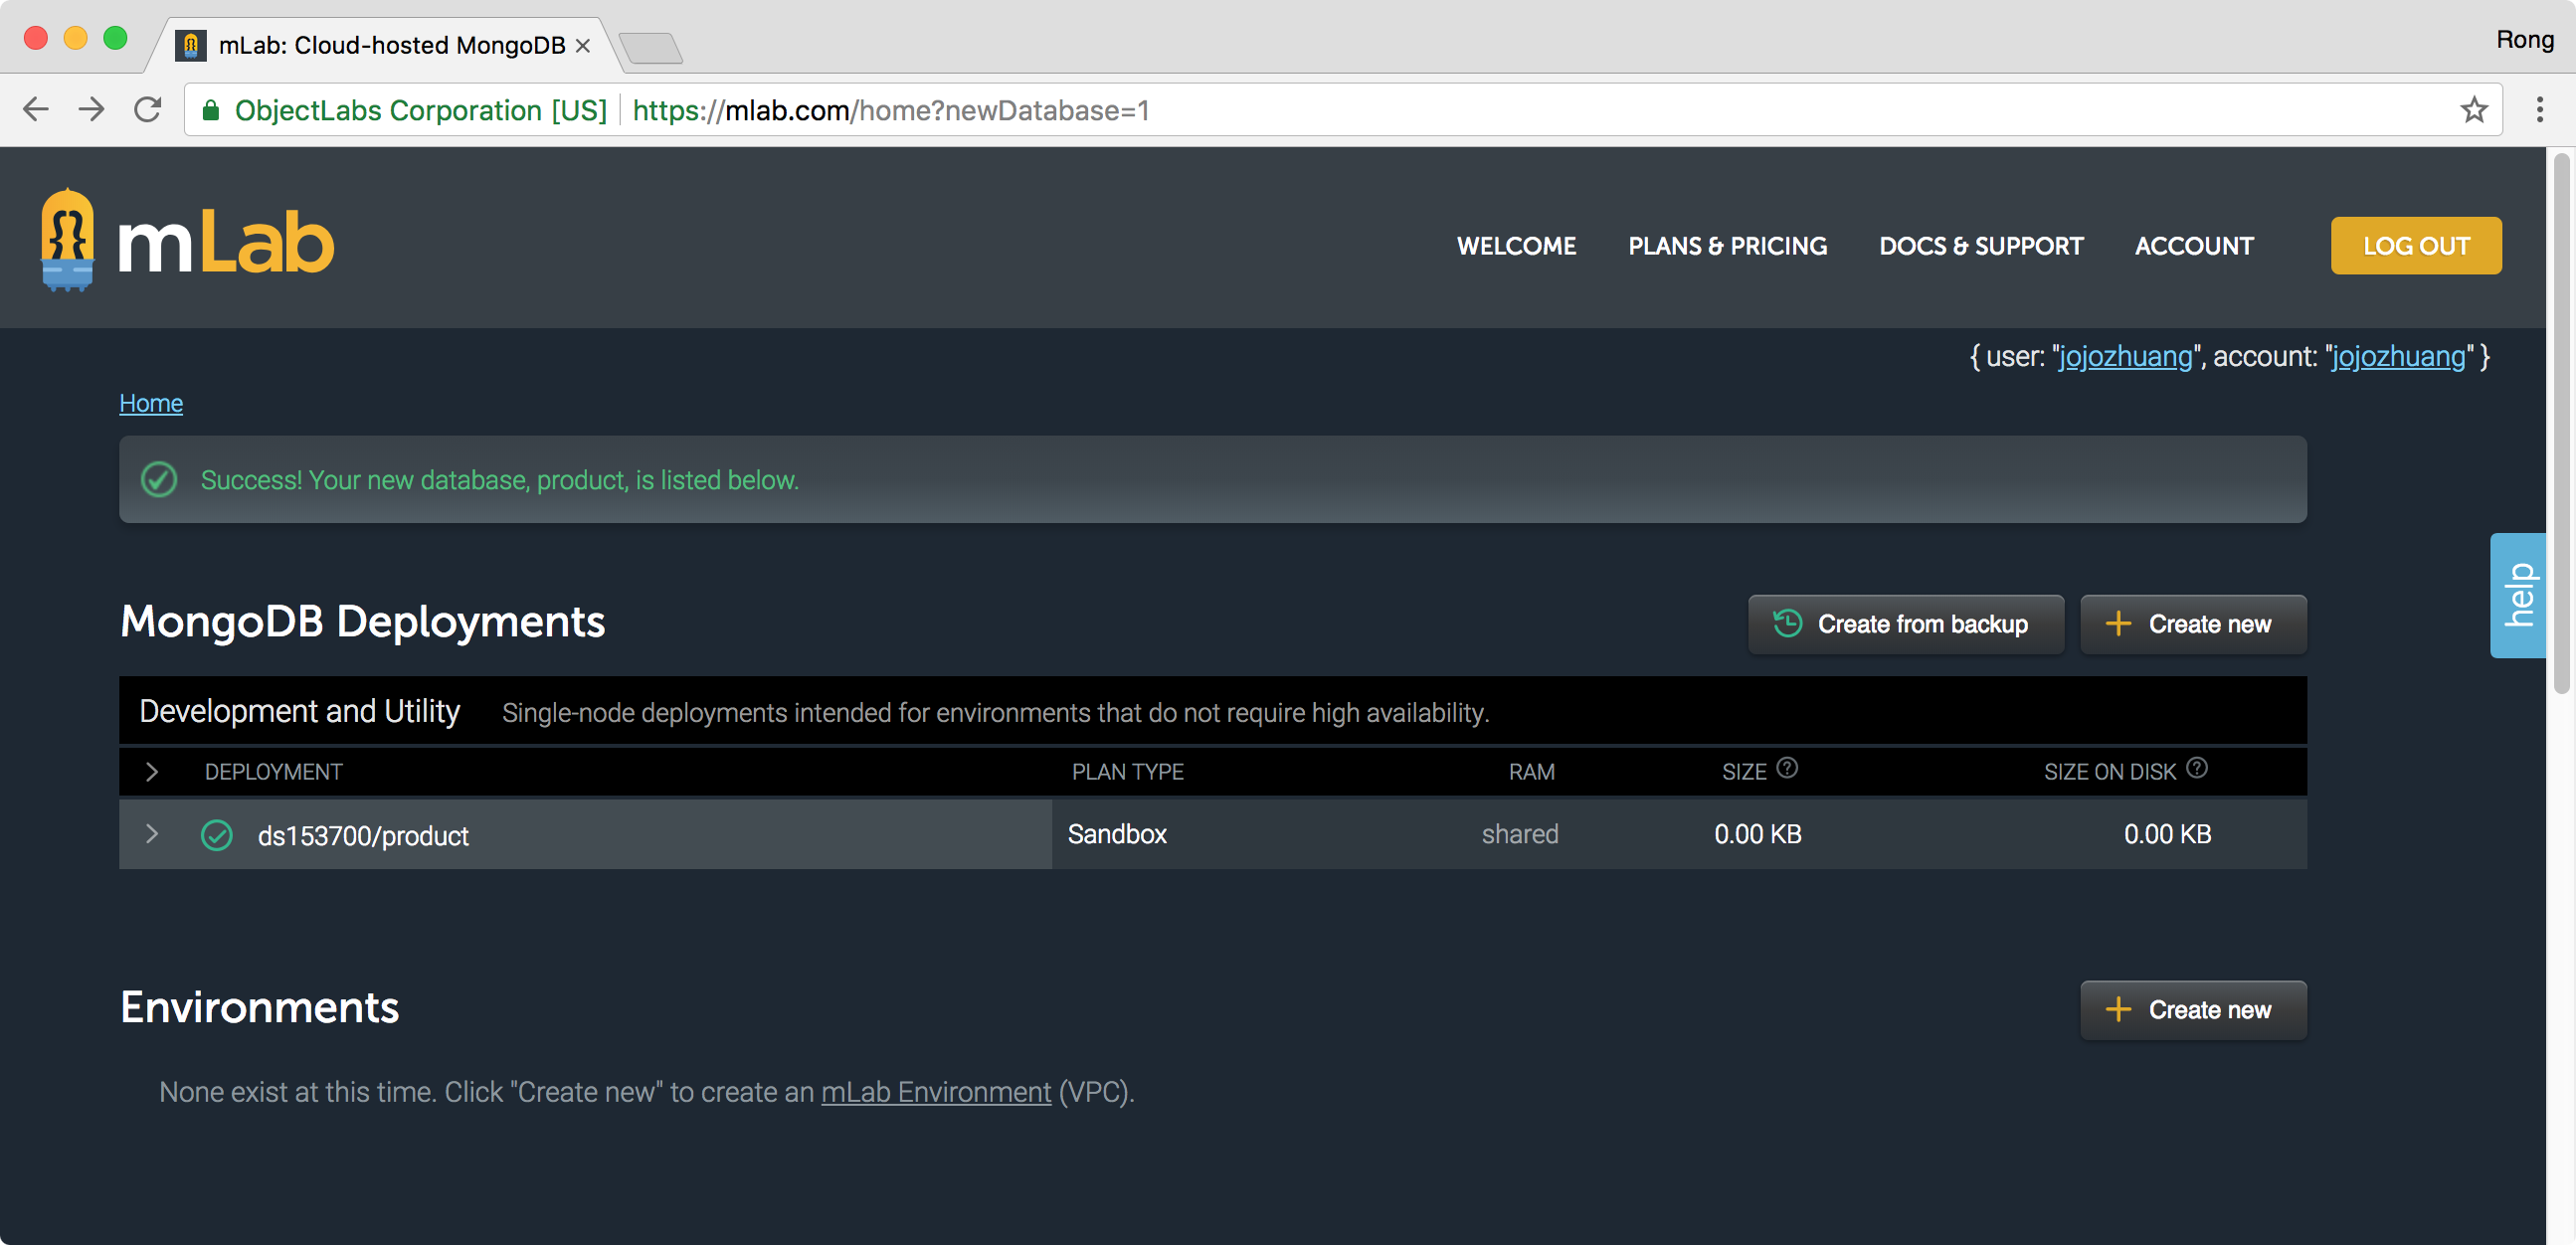 mLab: Cloud-hosted MongoDB
Rong
ObjectLabs Corporation [US] https://mlab.com/home?newDatabase=1
mLab
WELCOME PLANS & PRICING DOCS & SUPPORT ACCOUNT LOG OUT
{ user: "jojozhuang", account: "jojozhuang" }
Home
Success! Your new database, product, is listed below.
help
MongoDB Deployments Create from backup Create new
Development and Utility Single-node deployments intended for environments that do not require high availability.
DEPLOYMENT PLAN TYPE RAM SIZE ? SIZE ON DISK ?
ds153700/product Sandbox shared 0.00 KB 0.00 KB
Environments Create new
None exist at this time. Click "Create new" to create an mLab Environment (VPC).